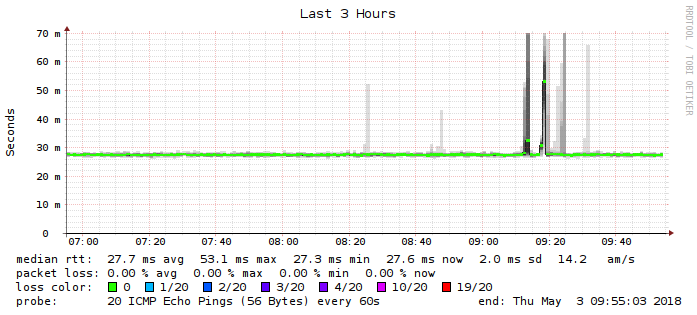 Last 3 Hours
RRDTOOL / TOBI OETIKER
Seconds
70 m
60 m
50 m
40 m
30 m
20 m
10 m
0
07:00 07:20 07:40 08:00 08:20 08:40 09:00 09:20 09:40
median rtt: 27.7 ms avg 53.1 ms max 27.3 ms min 27.6 ms now 2.0 ms sd 14.2 am/s
packet loss: 0.00 % avg 0.00 % max 0.00 % min 0.00 % now
loss color: 0 1/20 2/20 3/20 4/20 10/20 19/20
probe: 20 ICMP Echo Pings (56 Bytes) every 60s end: Thu May 3 09:55:03 2018